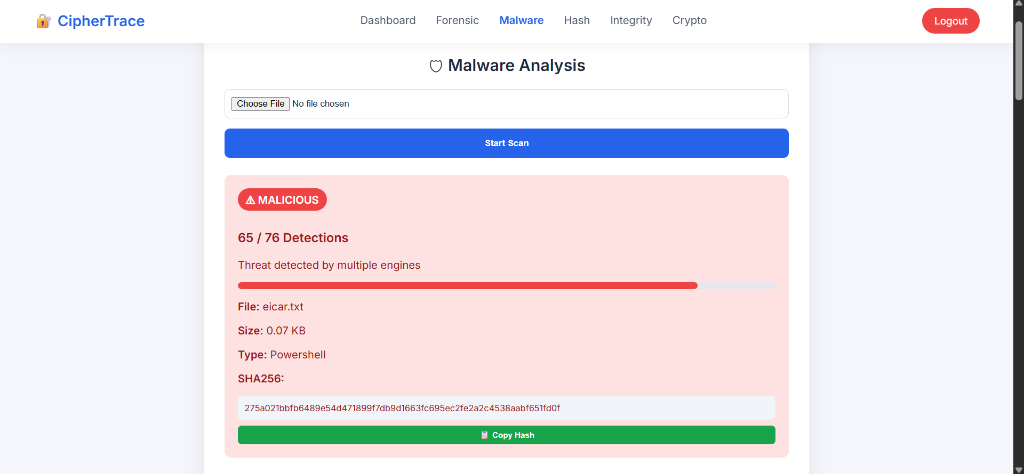 CipherTrace
Dashboard Forensic Malware Hash Integrity Crypto
Logout
Malware Analysis
Choose File No file chosen
Start Scan
⚠ MALICIOUS
65 / 76 Detections
Threat detected by multiple engines
File: eicar.txt
Size: 0.07 KB
Type: Powershell
SHA256:
275a021bbfb6489e54d471899f7db9d1663fc695ec2fe2a2c4538aabf651fd0f
Copy Hash